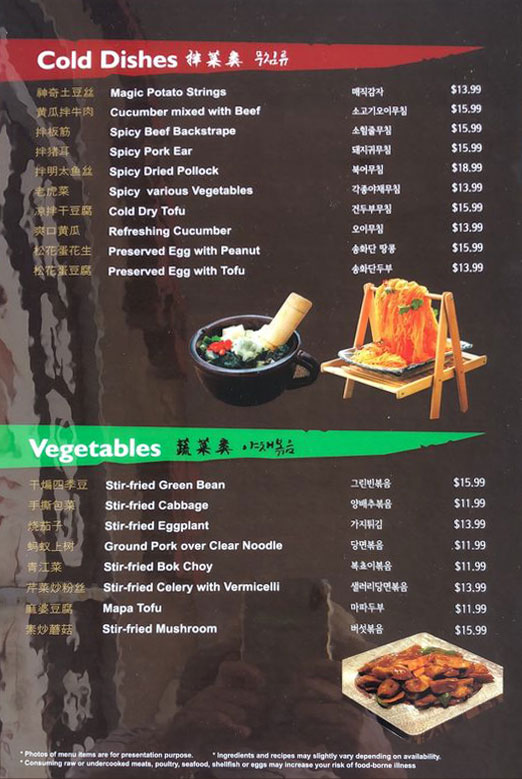 Cold Dishes 拌菜类 무침류
神奇土豆丝 Magic Potato Strings 매직감자 $13.99
黄瓜拌牛肉 Cucumber mixed with Beef 소고기오이무침 $15.99
拌板筋 Spicy Beef Backstrape 소힘줄무침 $15.99
拌猪耳 Spicy Pork Ear 돼지귀무침 $15.99
拌明太鱼丝 Spicy Dried Pollock 북어무침 $18.99
老虎菜 Spicy various Vegetables 각종야채무침 $13.99
凉拌干豆腐 Cold Dry Tofu 건두부무침 $15.99
爽口黄瓜 Refreshing Cucumber 오이무침 $13.99
松花蛋花生 Preserved Egg with Peanut 송화단 땅콩 $15.99
松花蛋豆腐 Preserved Egg with Tofu 송화단두부 $13.99
Vegetables 蔬菜类 야채볶음
干煸四季豆 Stir-fried Green Bean 그린빈볶음 $15.99
手撕包菜 Stir-fried Cabbage 양배추볶음 $11.99
烧茄子 Stir-fried Eggplant 가지튀김 $13.99
蚂蚁上树 Ground Pork over Clear Noodle 당면볶음 $11.99
青江菜 Stir-fried Bok Choy 복초이볶음 $11.99
芹菜炒粉丝 Stir-fried Celery with Vermicelli 샐러리당면볶음 $13.99
麻婆豆腐 Mapa Tofu 마파두부 $11.99
素炒蘑菇 Stir-fried Mushroom 버섯볶음 $15.99
* Photos of menu items are for presentation purpose. * Ingredients and recipes may slightly vary depending on availability.
* Consuming raw or undercooked meats, poultry, seafood, shellfish or eggs may increase your risk of food-borne illness